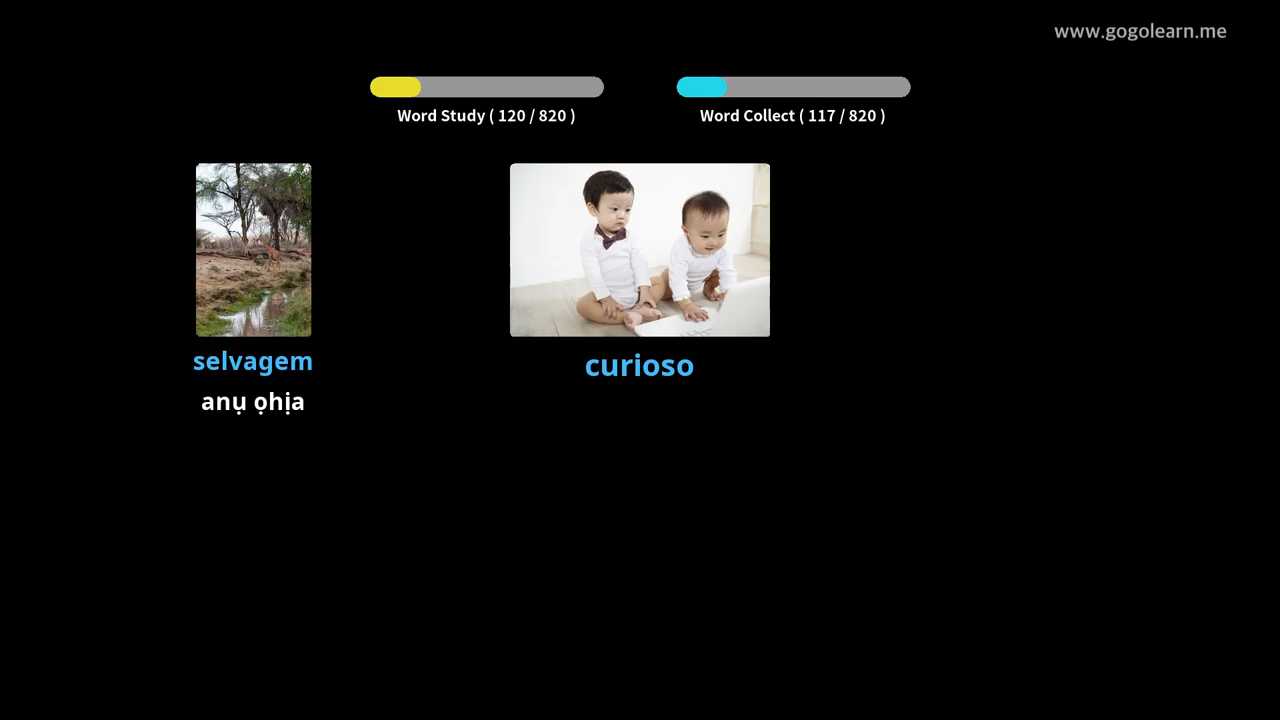 www.gogolearn.me
Word Study ( 120 / 820 )
Word Collect ( 117 / 820 )
selvagem
anụ ọhịa
curioso